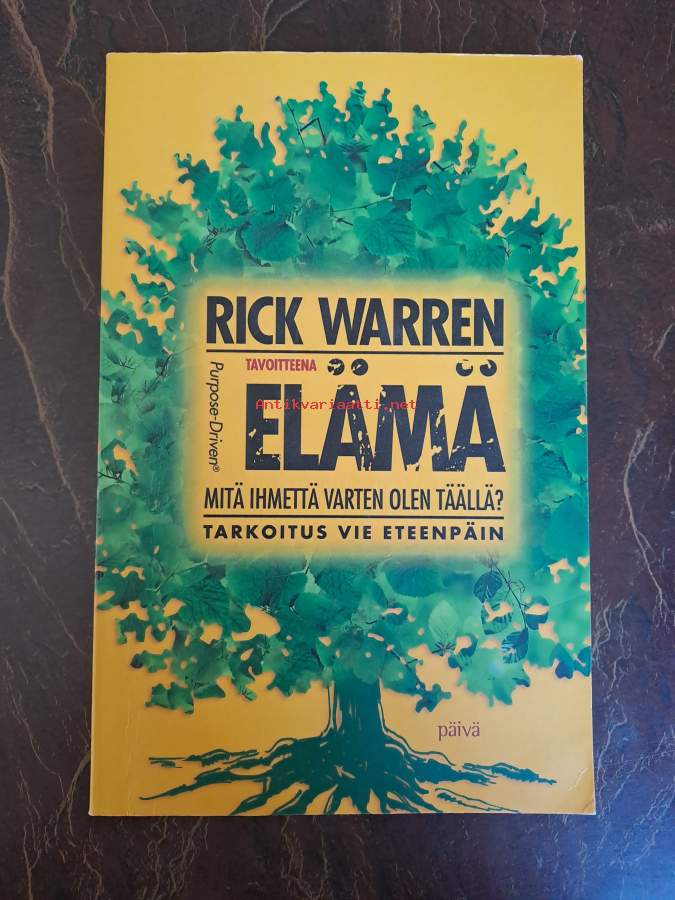 RICK WARREN
TAVOITTEENA
Purpose-Driven®
ELÄMÄ
Antikvariaatti.net
MITÄ IHMETTÄ VARTEN OLEN TÄÄLLÄ?
TARKOITUS VIE ETEENPÄIN
päivä